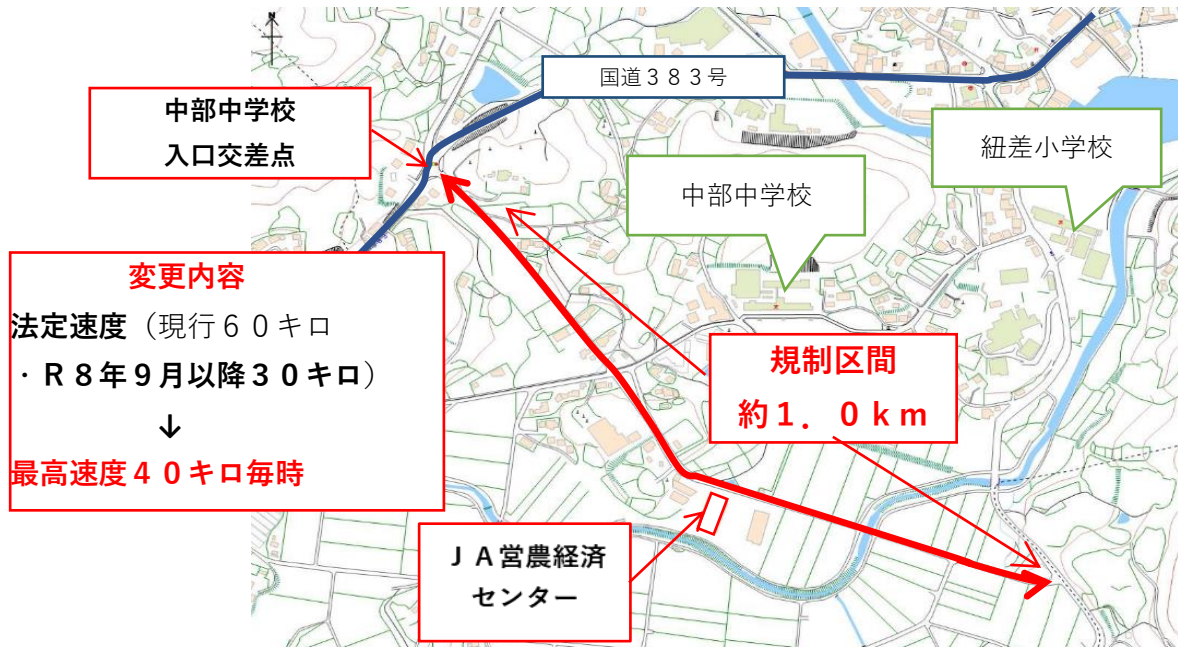 国道３８３号
中部中学校
入口交差点
紐差小学校
中部中学校
変更内容
法定速度（現行６０キロ
・Ｒ８年９月以降３０キロ）
↓
最高速度４０キロ毎時
規制区間
約１．０ｋｍ
ＪＡ営農経済
センター